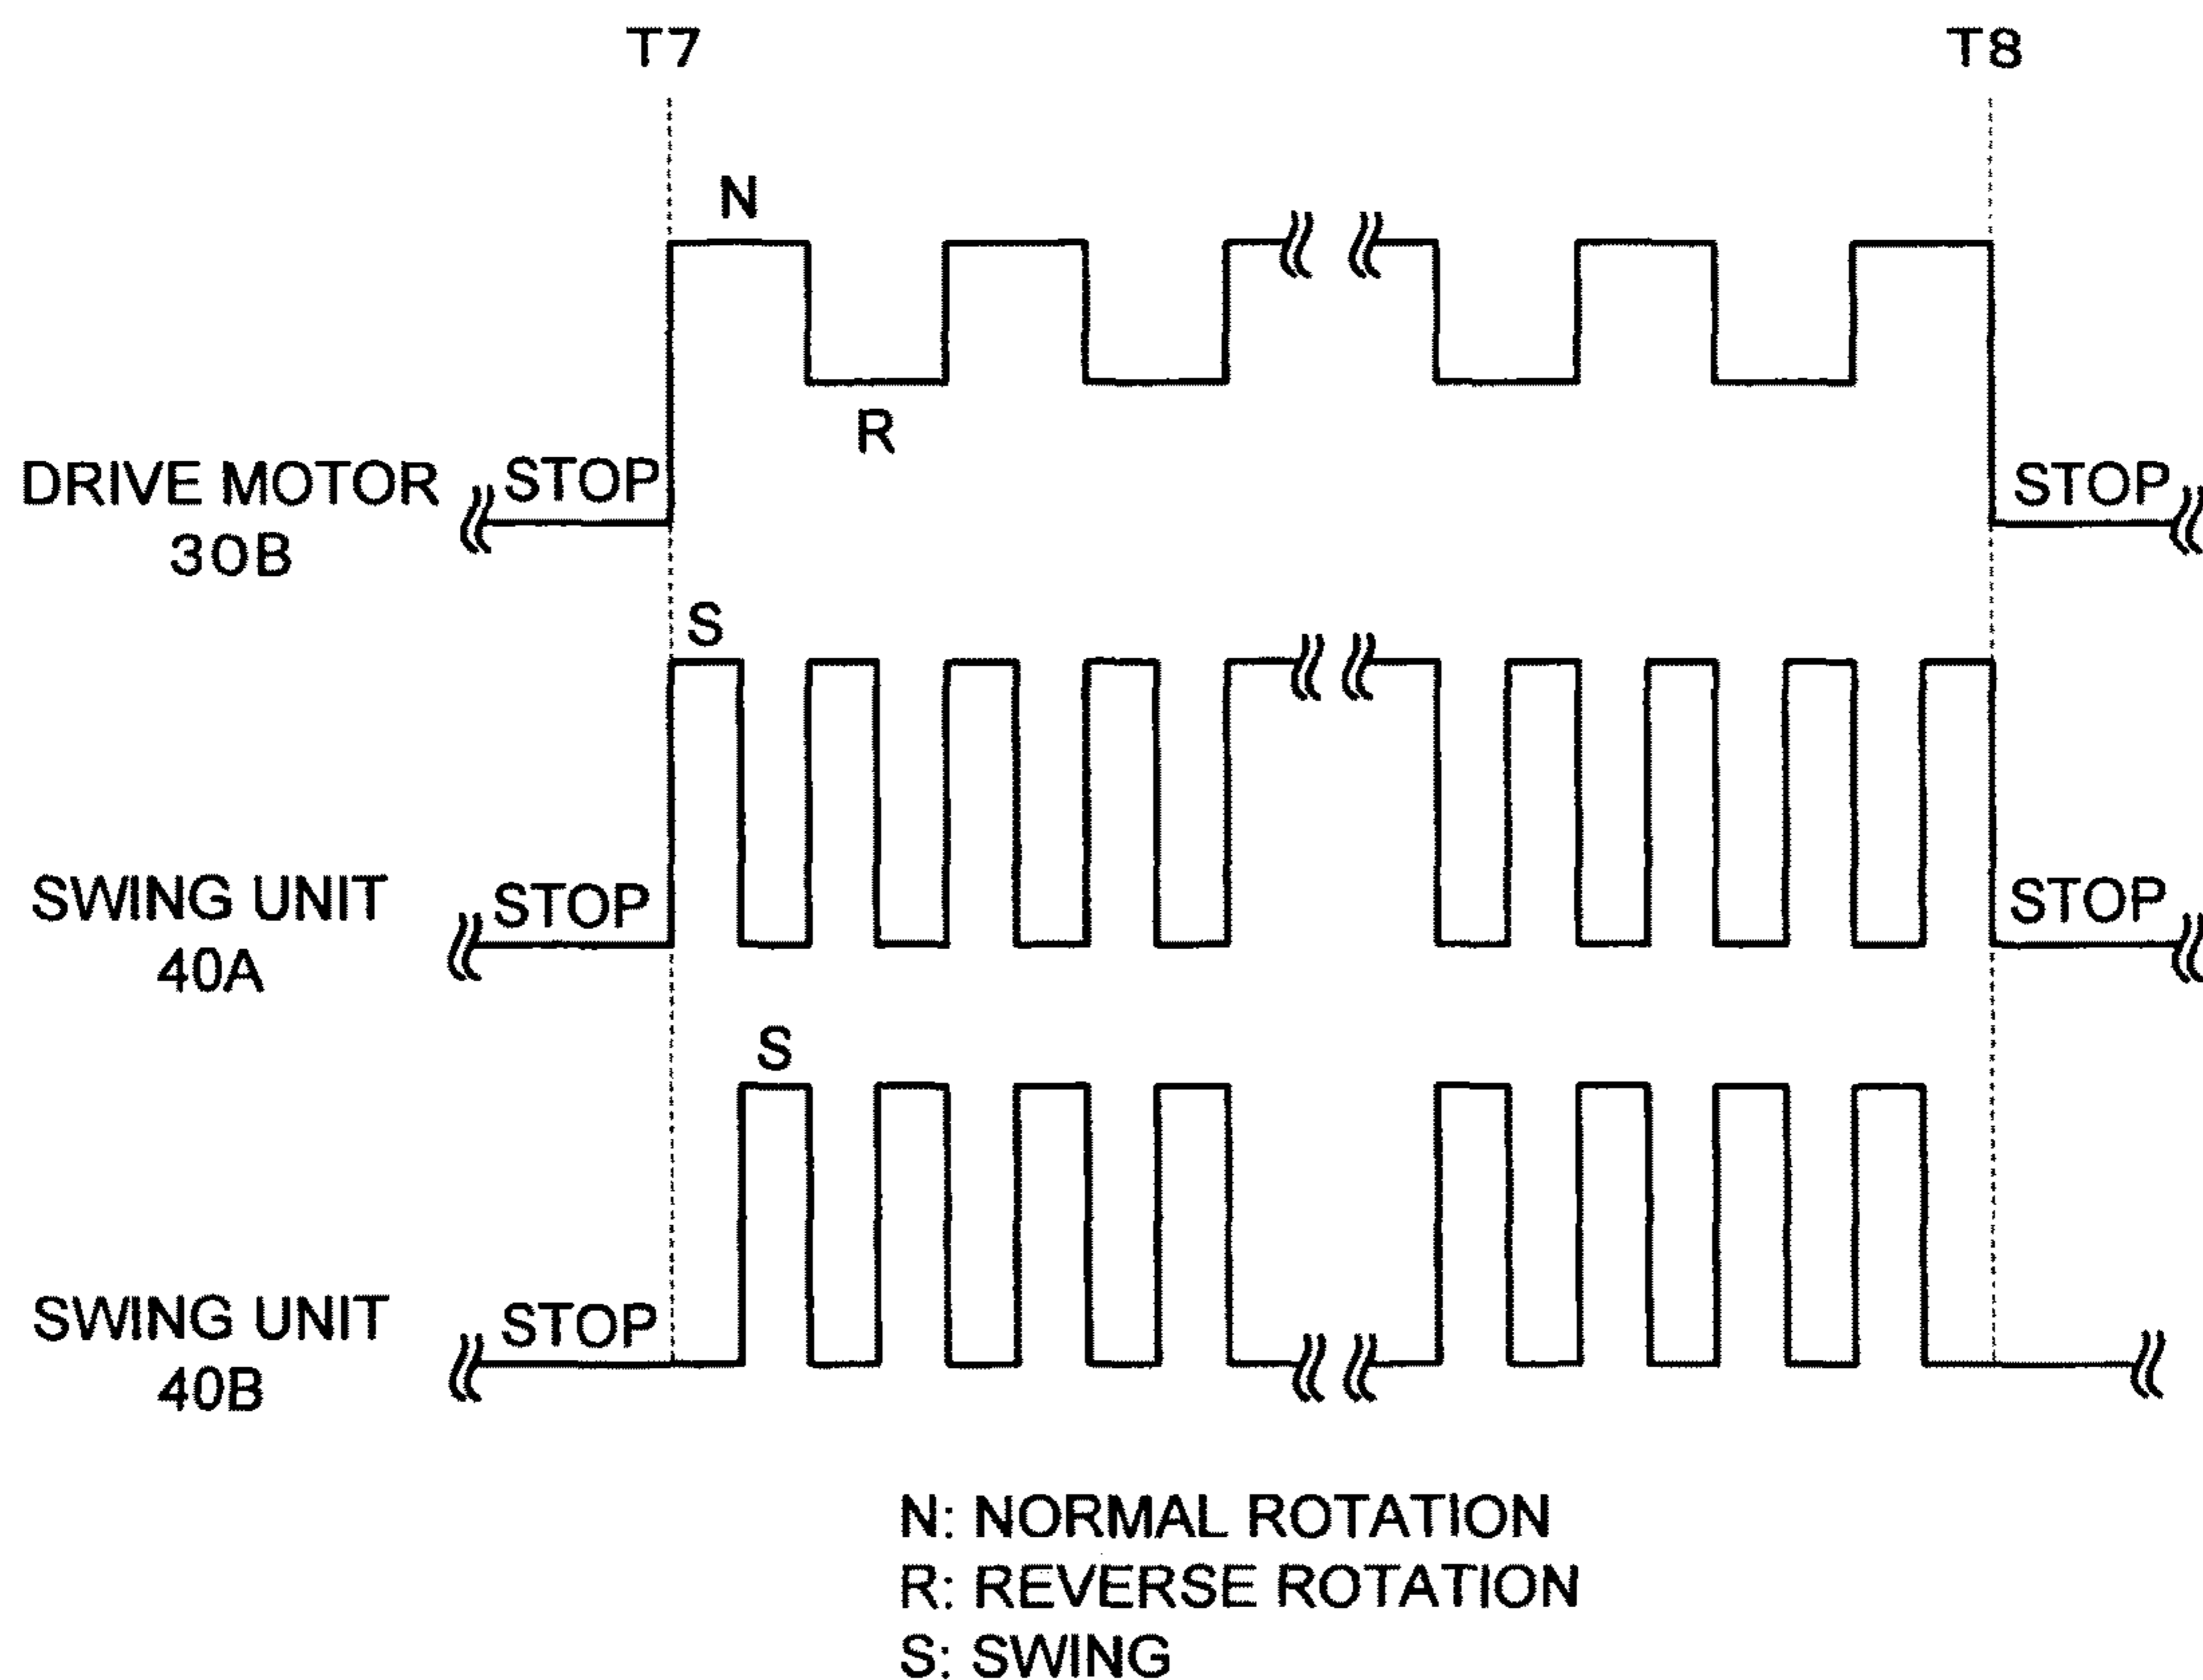 T7 T8
N
R
DRIVE MOTOR
30B
STOP STOP
S
SWING UNIT
40A
STOP STOP
S
SWING UNIT
40B
STOP
N: NORMAL ROTATION
R: REVERSE ROTATION
S: SWING